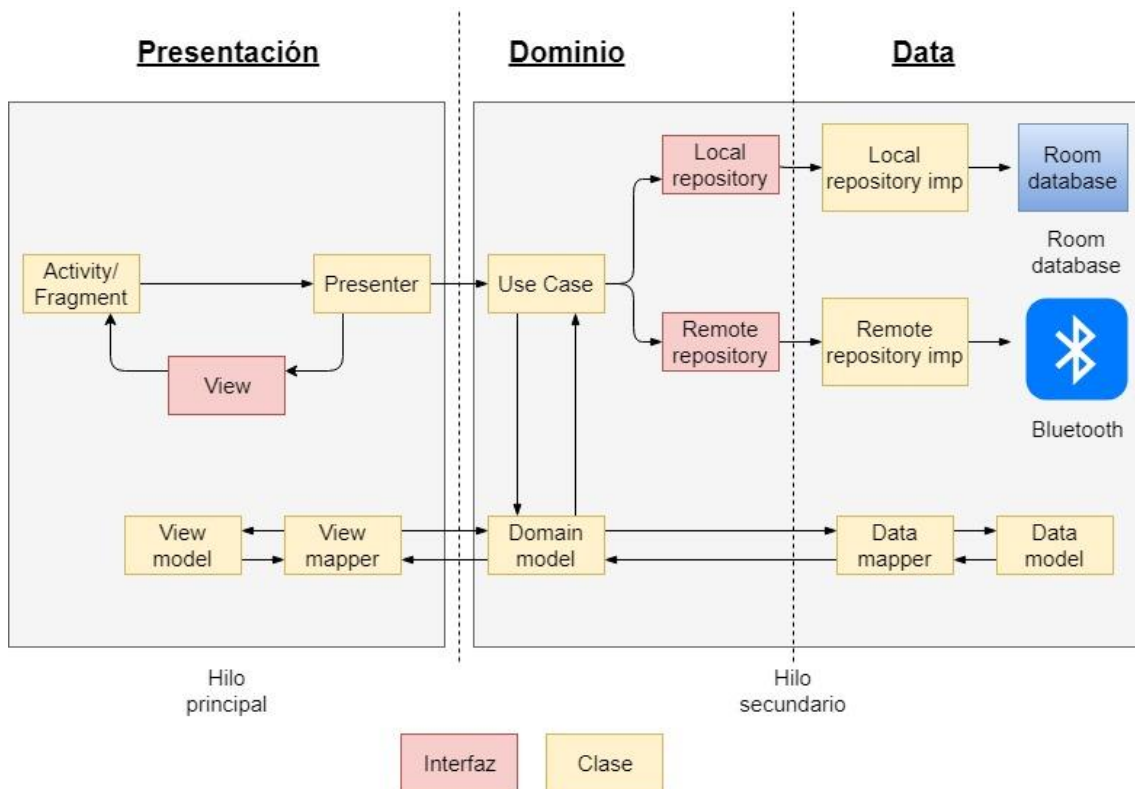 Presentación
Dominio
Data
Local
repository
Local
repository imp
Room
database
Room
database
Activity/
Fragment
Presenter
Use Case
View
Remote
repository
Remote
repository imp
Bluetooth
View
model
View
mapper
Domain
model
Data
mapper
Data
model
Hilo
principal
Hilo
secundario
Interfaz
Clase